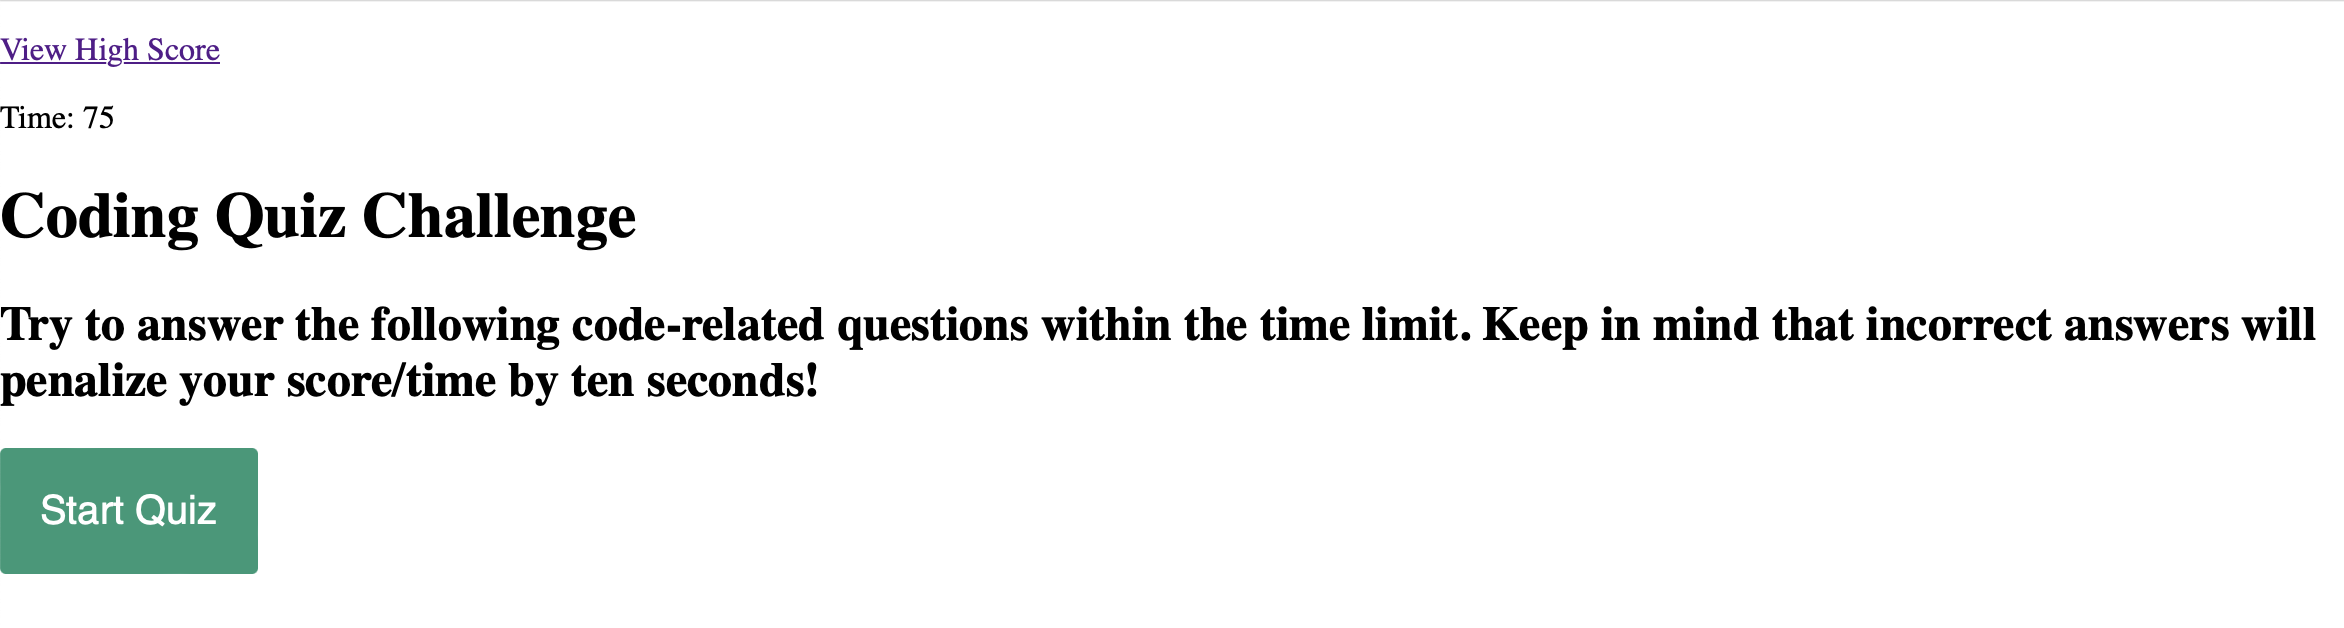 View High Score
Time: 75
Coding Quiz Challenge
Try to answer the following code-related questions within the time limit. Keep in mind that incorrect answers will
penalize your score/time by ten seconds!
Start Quiz